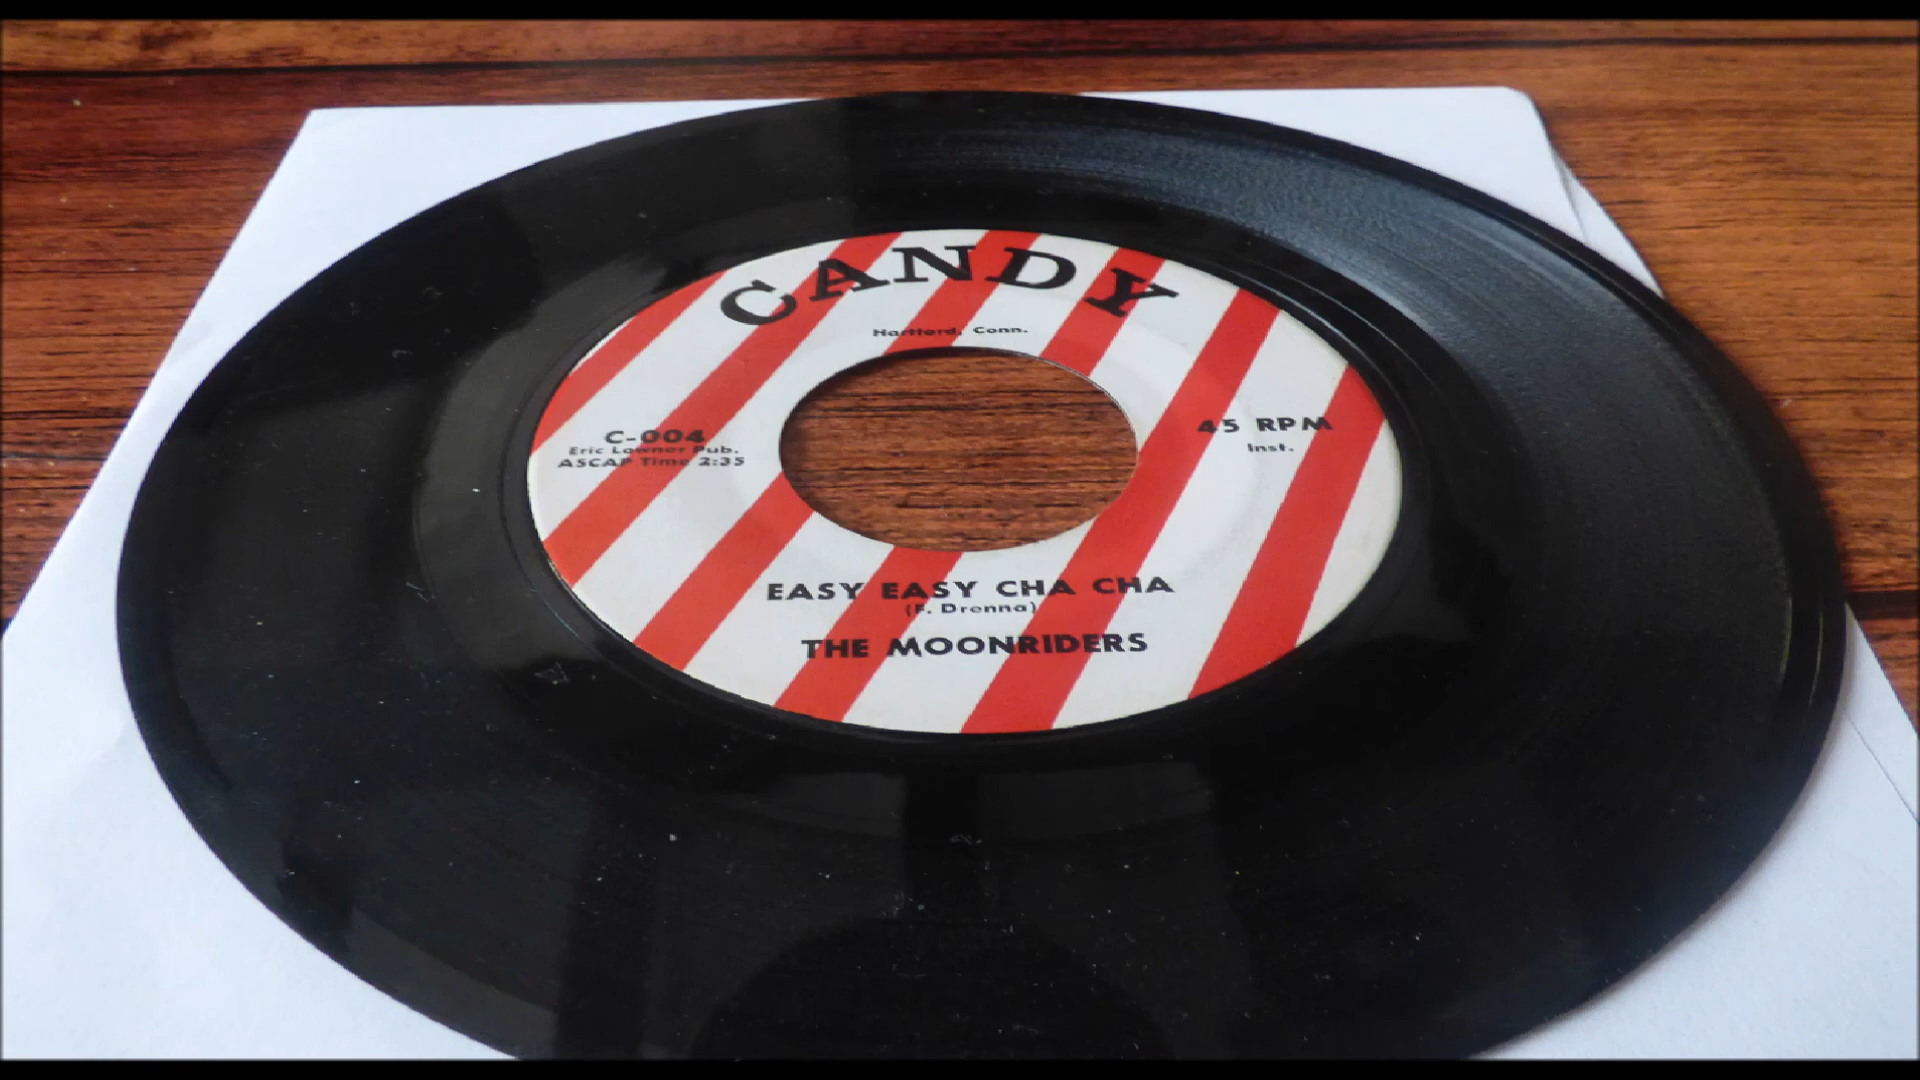 CANDY
Hartford, Conn.
C-004
Eric Lowner Pub.
ASCAP Time 2:35
45 RPM
Inst.
EASY EASY CHA CHA
(F. Drenna)
THE MOONRIDERS